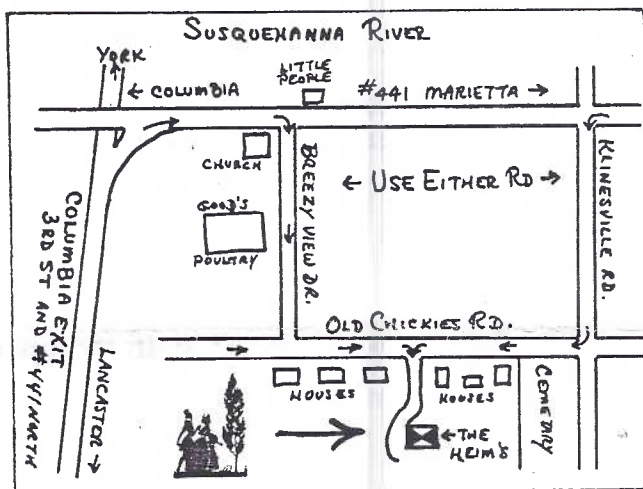 SUSQUEHANNA RIVER
YORK
← COLUMBIA
LITTLE
PEOPLE
#441 MARIETTA →
CHURCH
GOOD'S
POULTRY
BREEZY VIEW DR.
← USE EITHER RD →
KLINESVILLE RD.
COLUMBIA EXIT
3RD ST AND #441 NORTH
LANCASTER →
OLD CHICKIES RD.
HOUSES
HOUSES
CEMETERY
← THE
HEIM'S